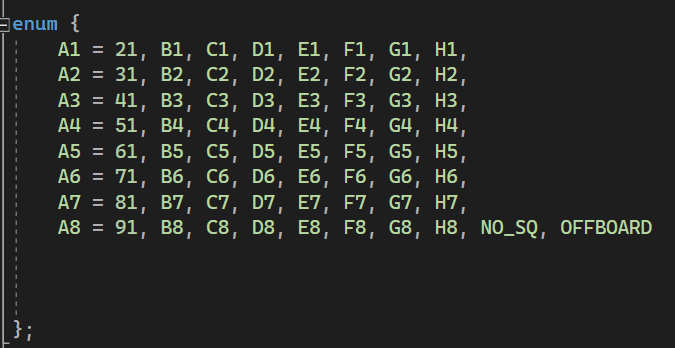 enum {
A1 = 21, B1, C1, D1, E1, F1, G1, H1,
A2 = 31, B2, C2, D2, E2, F2, G2, H2,
A3 = 41, B3, C3, D3, E3, F3, G3, H3,
A4 = 51, B4, C4, D4, E4, F4, G4, H4,
A5 = 61, B5, C5, D5, E5, F5, G5, H5,
A6 = 71, B6, C6, D6, E6, F6, G6, H6,
A7 = 81, B7, C7, D7, E7, F7, G7, H7,
A8 = 91, B8, C8, D8, E8, F8, G8, H8, NO_SQ, OFFBOARD
};